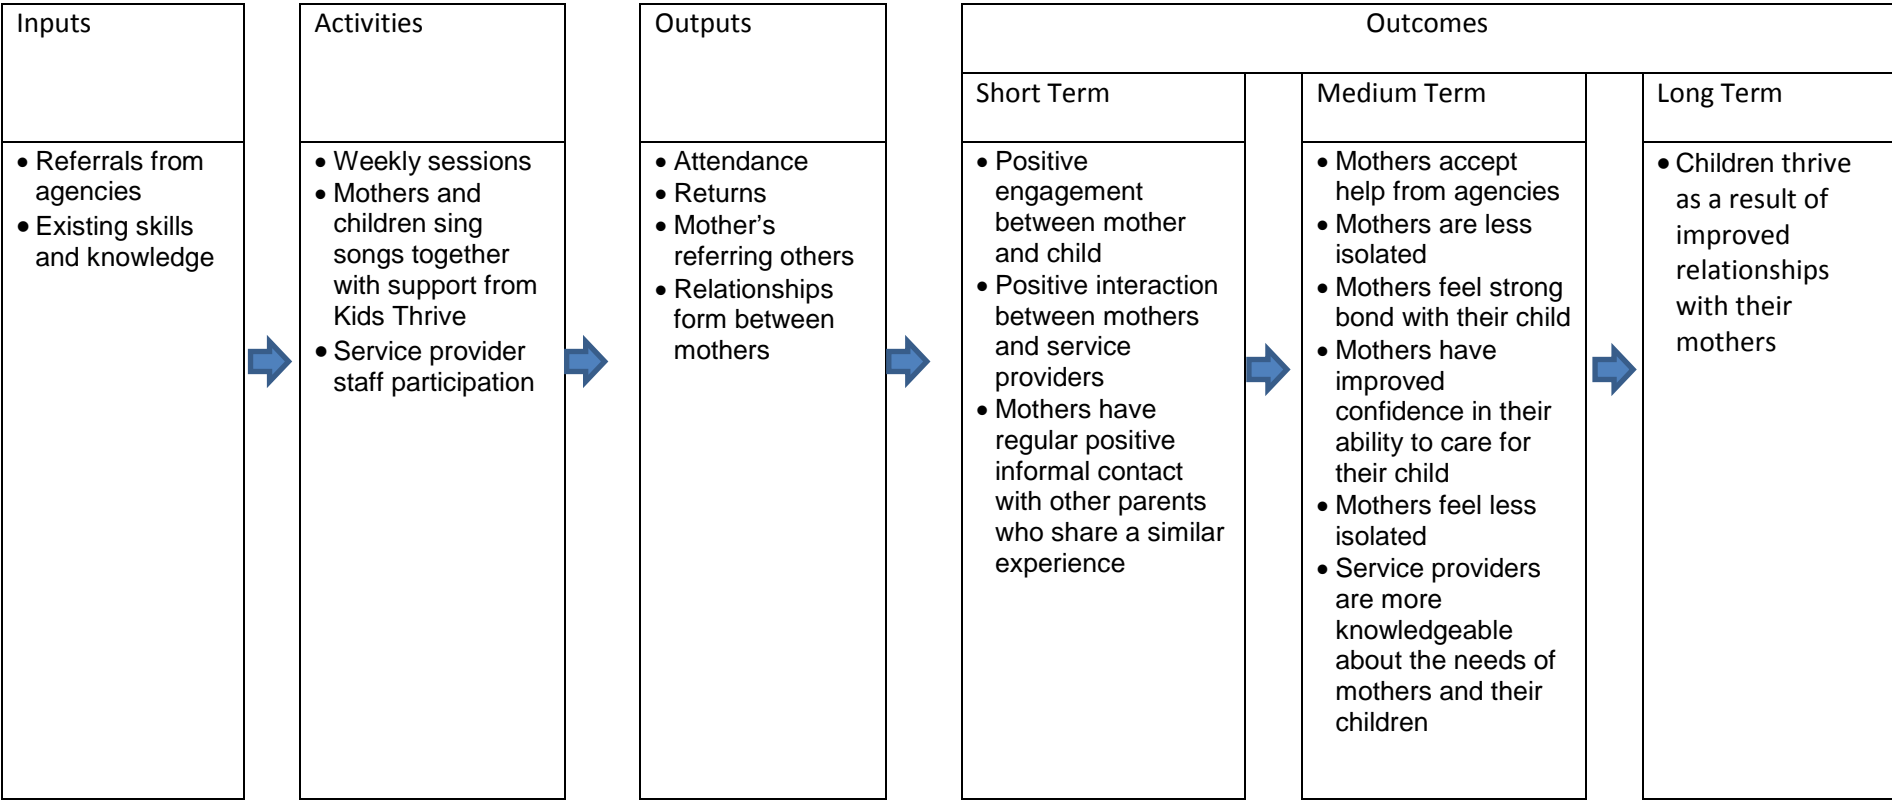 Inputs
• Referrals from
agencies
• Existing skills
and knowledge
Activities
• Weekly sessions
• Mothers and
children sing
songs together
with support from
Kids Thrive
• Service provider
staff participation
Outputs
• Attendance
• Returns
• Mother's
referring others
• Relationships
form between
mothers
Outcomes
Short Term
• Positive
engagement
between mother
and child
• Positive interaction
between mothers
and service
providers
• Mothers have
regular positive
informal contact
with other parents
who share a similar
experience
Medium Term
• Mothers accept
help from agencies
• Mothers are less
isolated
• Mothers feel strong
bond with their child
• Mothers have
improved
confidence in their
ability to care for
their child
• Mothers feel less
isolated
• Service providers
are more
knowledgeable
about the needs of
mothers and their
children
Long Term
• Children thrive
as a result of
improved
relationships
with their
mothers